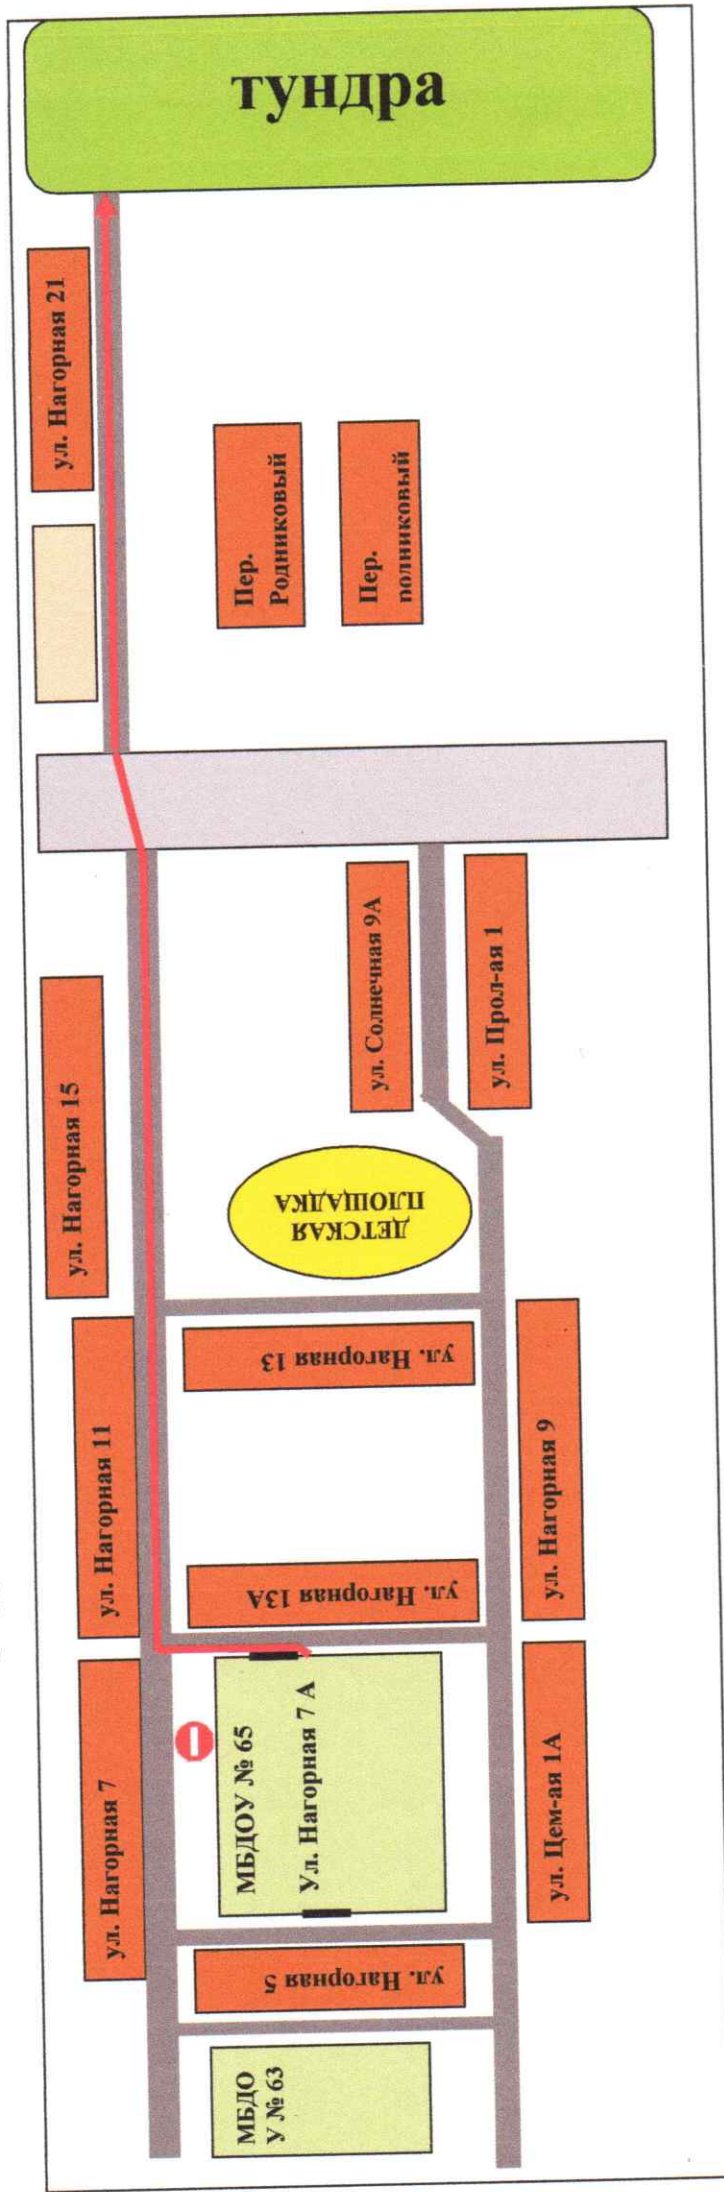 тундра
ул. Нагорная 21
Пер.
Родниковый
Пер.
родниковый
ул. Солнечная 9А
ул. Прол-ая 1
ул. Нагорная 15
ДЕТСКАЯ
ПЛОЩАДКА
ул. Нагорная 13
ул. Нагорная 11
ул. Нагорная 9
ул. Нагорная 13А
ул. Нагорная 7
МБДОУ № 65
Ул. Нагорная 7 А
ул. Цем-ая 1А
ул. Нагорная 5
МБДО
У № 63